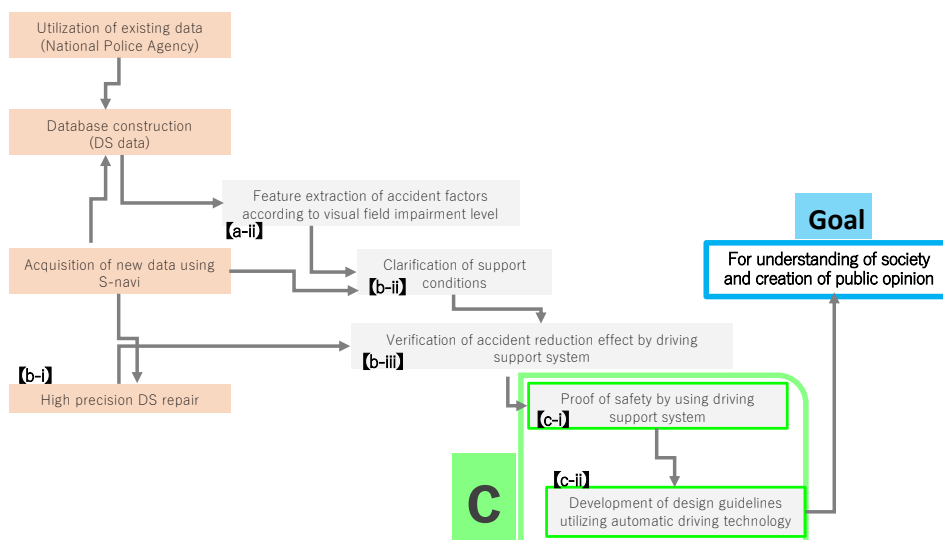 Utilization of existing data
(National Police Agency)
Database construction
(DS data)
Feature extraction of accident factors
according to visual field impairment level
【a-ii】
Goal
For understanding of society
and creation of public opinion
Acquisition of new data using
S-navi
Clarification of support
conditions
【b-ii】
Verification of accident reduction effect by driving
support system
【b-iii】
【b-i】
High precision DS repair
Proof of safety by using driving
support system
【c-i】
C
【c-ii】
Development of design guidelines
utilizing automatic driving technology